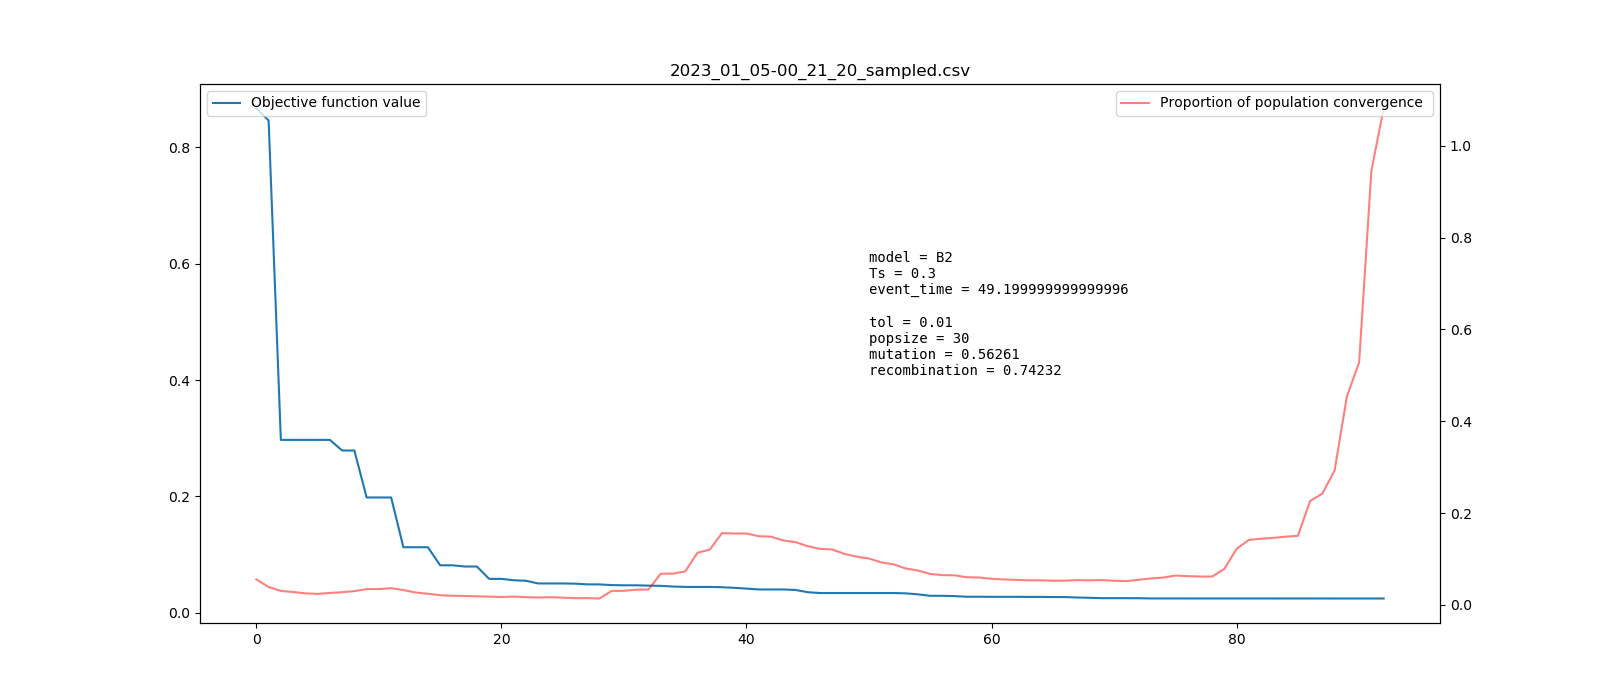 2023_01_05-00_21_20_sampled.csv
Objective function value
Proportion of population convergence
0.8
0.6
0.4
0.2
0.0
1.0
0.8
0.6
0.4
0.2
0.0
model = B2
Ts = 0.3
event_time = 49.199999999999996
tol = 0.01
popsize = 30
mutation = 0.56261
recombination = 0.74232
0 20 40 60 80